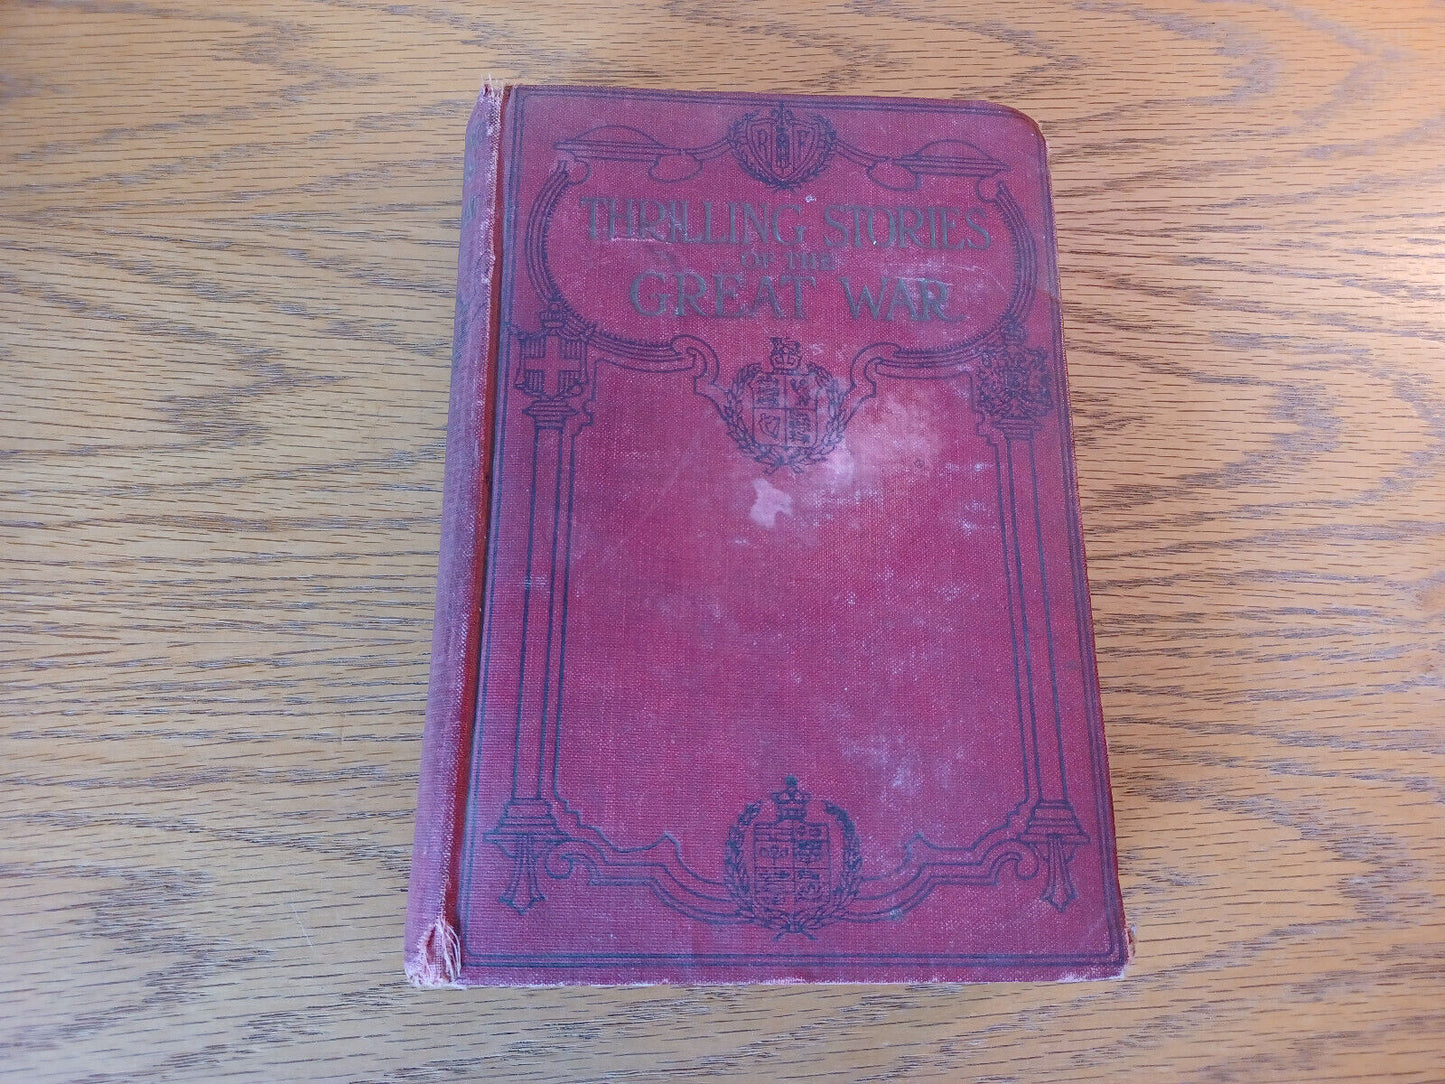 R F
THRILLING STORIES
OF THE
GREAT WAR